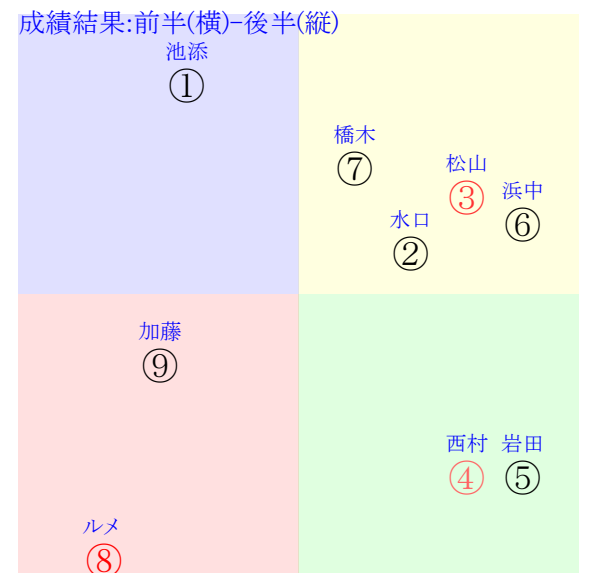 成績結果:前半(横)-後半(縦)
池添
①
橋木
⑦
松山
③
浜中
⑥
水口
②
加藤
⑨
西村
④
岩田
⑤
ルメ
⑧